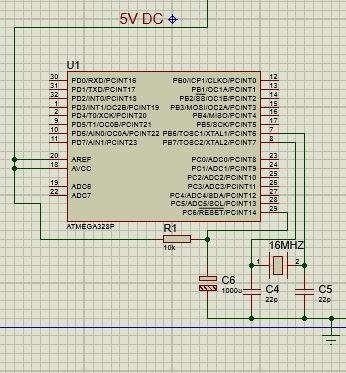 5V DC
U1
30 PD0/RXD/PCINT16 PB0/ICP1/CLKO/PCINT0 12
31 PD1/TXD/PCINT17 PB1/OC1A/PCINT1 13
32 PD2/INT0/PCINT18 PB2/SS/OC1B/PCINT2 14
1 PD3/INT1/OC2B/PCINT19 PB3/MOSI/OC2A/PCINT3 15
2 PD4/T0/XCK/PCINT20 PB4/MISO/PCINT4 16
9 PD5/T1/OC0B/PCINT21 PB5/SCK/PCINT5 17
10 PD6/AIN0/OC0A/PCINT22 PB6/TOSC1/XTAL1/PCINT6 7
11 PD7/AIN1/PCINT23 PB7/TOSC2/XTAL2/PCINT7 8
20 AREF PC0/ADC0/PCINT8 23
18 AVCC PC1/ADC1/PCINT9 24
PC2/ADC2/PCINT10 25
19 ADC6 PC3/ADC3/PCINT11 26
22 ADC7 PC4/ADC4/SDA/PCINT12 27
PC5/ADC5/SCL/PCINT13 28
PC6/RESET/PCINT14 29
ATMEGA328P
R1
10k
16MHZ
1 2
C6
1000u
C4
22p
C5
22p